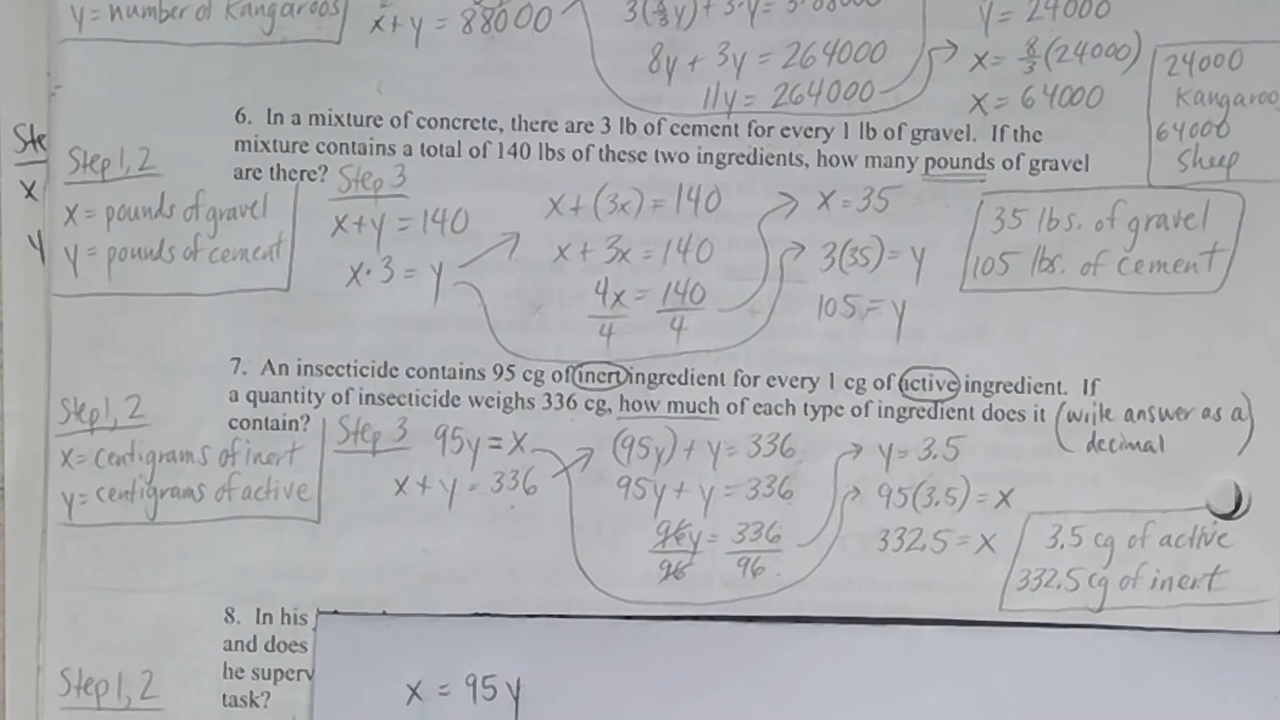 y = number of Kangaroos
x + y = 88000
8y + 3y = 264000
11y = 264000
y = 24000
x = 8/3 (24000)
x = 64000
24000
Kangaroo
64000
Sheep
Ste
x
y
6. In a mixture of concrete, there are 3 lb of cement for every 1 lb of gravel. If the
mixture contains a total of 140 lbs of these two ingredients, how many pounds of gravel
are there?
Step 1, 2
x = pounds of gravel
y = pounds of cement
Step 3
x + y = 140
x · 3 = y
x + (3x) = 140
x + 3x = 140
4x/4 = 140/4
x = 35
3(35) = y
105 = y
35 lbs. of gravel
105 lbs. of cement
7. An insecticide contains 95 cg of inert ingredient for every 1 cg of active ingredient. If
a quantity of insecticide weighs 336 cg, how much of each type of ingredient does it
contain?
(write answer as a
decimal)
Step 1, 2
x = centigrams of inert
y = centigrams of active
Step 3
95y = x
x + y = 336
(95y) + y = 336
95y + y = 336
96y/96 = 336/96
y = 3.5
95(3.5) = x
332.5 = x
3.5 cg of active
332.5 cg of inert
8. In his
and does
he superv
task?
Step 1, 2
x = 95y